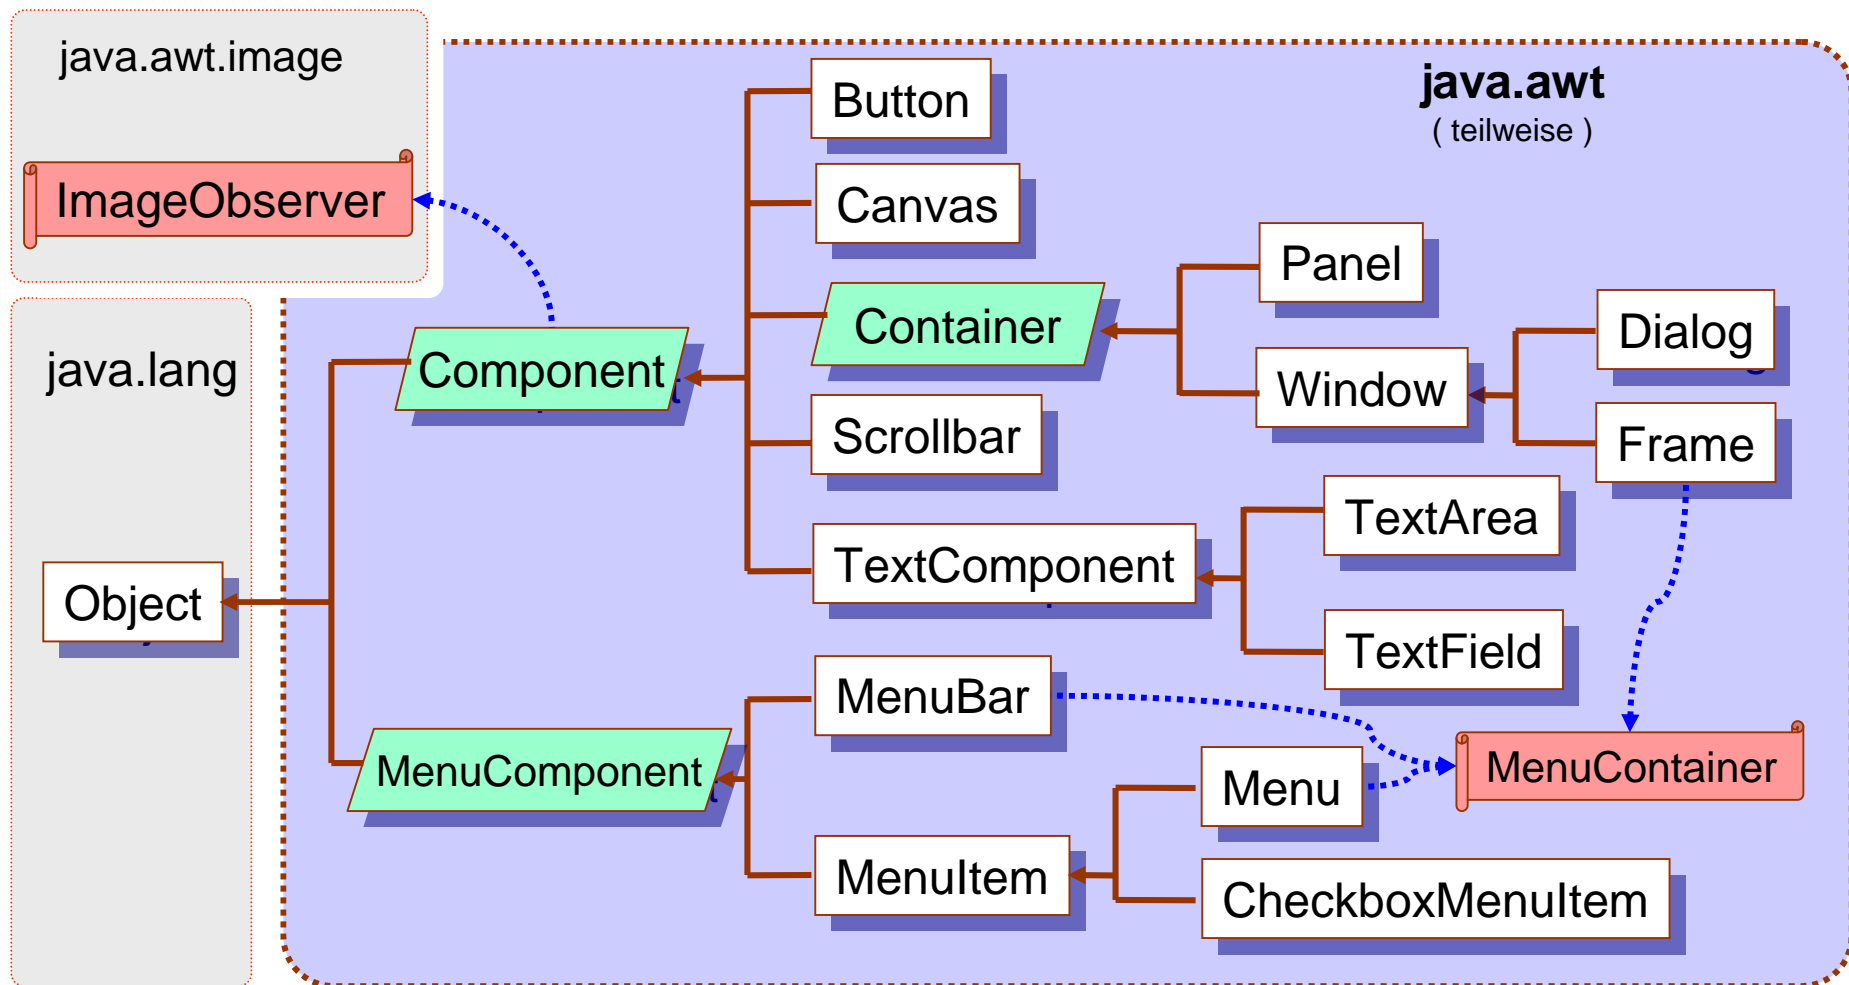 java.awt.image
ImageObserver
java.lang
Object
java.awt
( teilweise )
Component
MenuComponent
Button
Canvas
Container
Scrollbar
TextComponent
MenuBar
MenuItem
Panel
Window
Dialog
Frame
TextArea
TextField
Menu
CheckboxMenuItem
MenuContainer